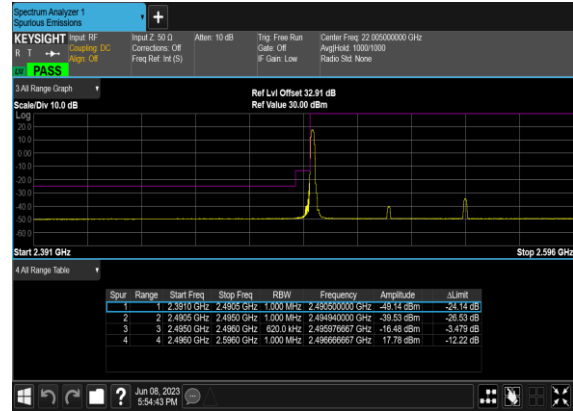 Spectrum Analyzer 1
Spurious Emissions
+
KEYSIGHT Input: RF Input Z: 50 Ω Atten: 10 dB Trig: Free Run Center Freq: 22.005000000 GHz
R T Coupling: DC Corrections: Off Gate: Off Avg|Hold: 1000/1000
Align: Off Freq Ref: Int (S) IF Gain: Low Radio Std: None
PASS
3 All Range Graph
Ref Lvl Offset 32.91 dB
Scale/Div 10.0 dB Ref Value 30.00 dBm
Log
20.0
10.0
0.00
-10.0
-20.0
-30.0
-40.0
-50.0
-60.0
Start 2.391 GHz Stop 2.596 GHz
4 All Range Table
Spur Range Start Freq Stop Freq RBW Frequency Amplitude ΔLimit
1 1 2.3910 GHz 2.4905 GHz 1.000 MHz 2.490500000 GHz -49.14 dBm -24.14 dB
2 2 2.4905 GHz 2.4950 GHz 1.000 MHz 2.494940000 GHz -39.53 dBm -26.53 dB
3 3 2.4950 GHz 2.4960 GHz 620.0 kHz 2.495976667 GHz -16.48 dBm -3.479 dB
4 4 2.4960 GHz 2.5960 GHz 1.000 MHz 2.496666667 GHz 17.78 dBm -12.22 dB
? Jun 08, 2023
5:54:43 PM